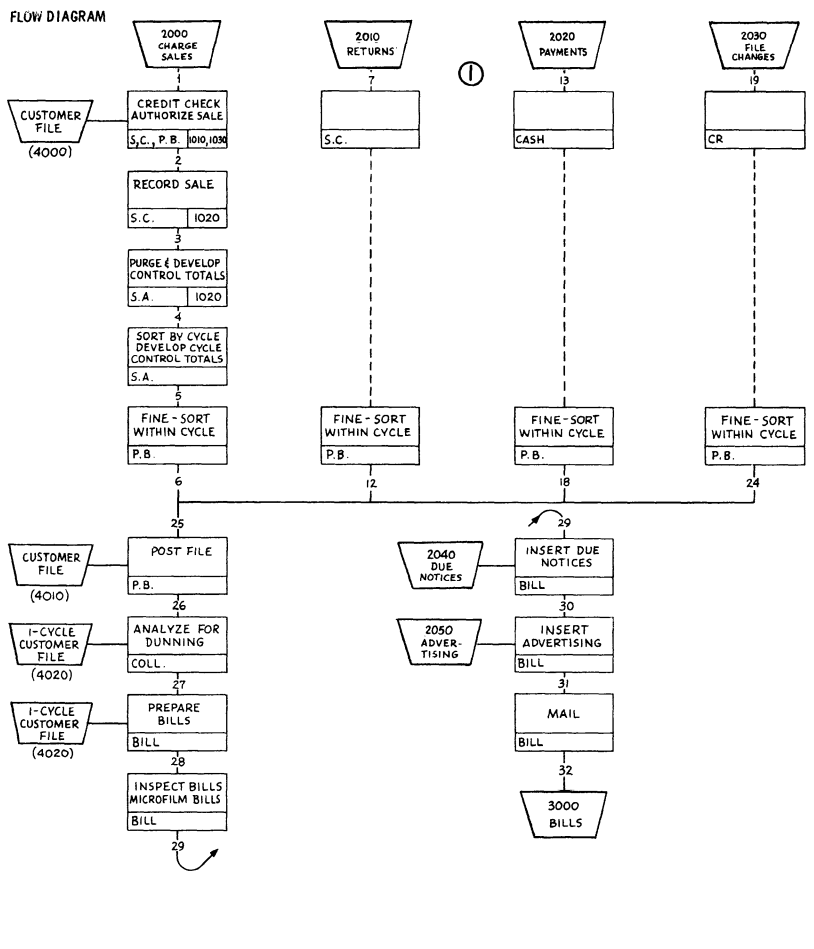 FLOW DIAGRAM
2000
CHARGE
SALES
2010
RETURNS
2020
PAYMENTS
2030
FILE
CHANGES
1
7
1
13
19
CUSTOMER
FILE
(4000)
CREDIT CHECK
AUTHORIZE SALE
S,C., P.B. 1010,1030
S.C.
CASH
CR
2
RECORD SALE
S.C. 1020
3
PURGE & DEVELOP
CONTROL TOTALS
S.A. 1020
4
SORT BY CYCLE
DEVELOP CYCLE
CONTROL TOTALS
S.A.
5
FINE-SORT
WITHIN CYCLE
P.B.
FINE-SORT
WITHIN CYCLE
P.B.
FINE-SORT
WITHIN CYCLE
P.B.
FINE-SORT
WITHIN CYCLE
P.B.
6
12
18
24
25
CUSTOMER
FILE
(4010)
POST FILE
P.B.
26
1-CYCLE
CUSTOMER
FILE
(4020)
ANALYZE FOR
DUNNING
COLL.
27
1-CYCLE
CUSTOMER
FILE
(4020)
PREPARE
BILLS
BILL
28
INSPECT BILLS
MICROFILM BILLS
BILL
29
29
2040
DUE
NOTICES
INSERT DUE
NOTICES
BILL
30
2050
ADVER-
TISING
INSERT
ADVERTISING
BILL
31
MAIL
BILL
32
3000
BILLS